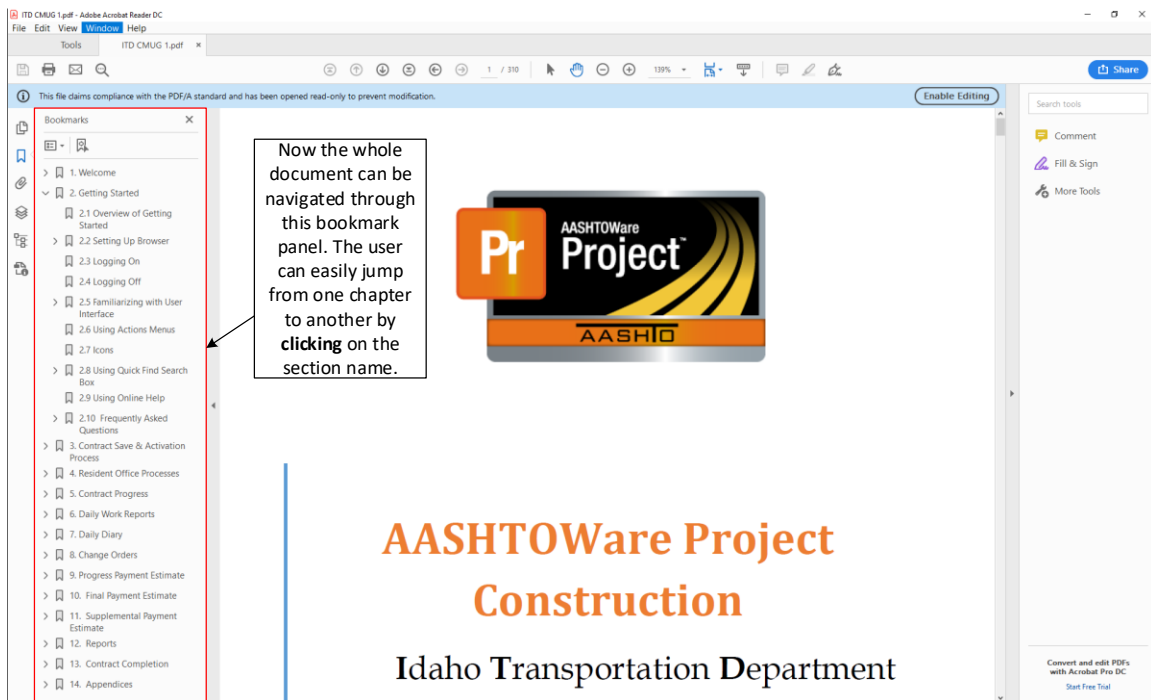 ITD CMUG 1.pdf - Adobe Acrobat Reader DC
File Edit View Window Help
Tools
ITD CMUG 1.pdf ×
1 / 310
139%
Share
This file claims compliance with the PDF/A standard and has been opened read-only to prevent modification.
Enable Editing
Bookmarks
1. Welcome
2. Getting Started
2.1 Overview of Getting
Started
2.2 Setting Up Browser
2.3 Logging On
2.4 Logging Off
2.5 Familiarizing with User
Interface
2.6 Using Actions Menus
2.7 Icons
2.8 Using Quick Find Search
Box
2.9 Using Online Help
2.10 Frequently Asked
Questions
3. Contract Save & Activation
Process
4. Resident Office Processes
5. Contract Progress
6. Daily Work Reports
7. Daily Diary
8. Change Orders
9. Progress Payment Estimate
10. Final Payment Estimate
11. Supplemental Payment
Estimate
12. Reports
13. Contract Completion
14. Appendices
Now the whole
document can be
navigated through
this bookmark
panel. The user
can easily jump
from one chapter
to another by
clicking on the
section name.
Pr
AASHTOWare
Project™
AASHTO
AASHTOWare Project
Construction
Idaho Transportation Department
Search tools
Comment
Fill & Sign
More Tools
Convert and edit PDFs
with Acrobat Pro DC
Start Free Trial